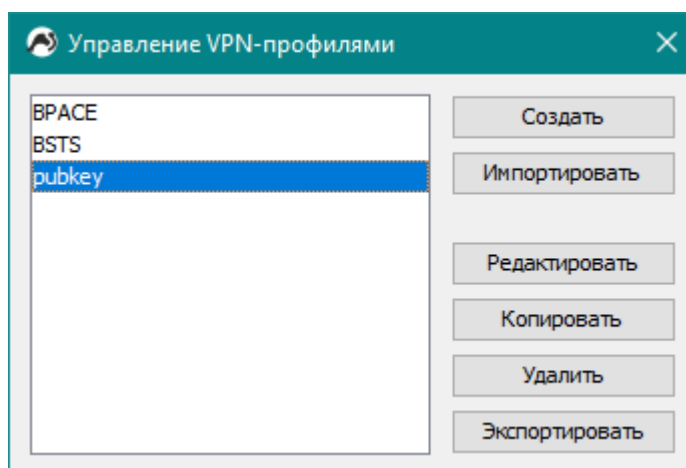 Управление VPN-профилями
BPACE
BSTS
pubkey
Создать
Импортировать
Редактировать
Копировать
Удалить
Экспортировать